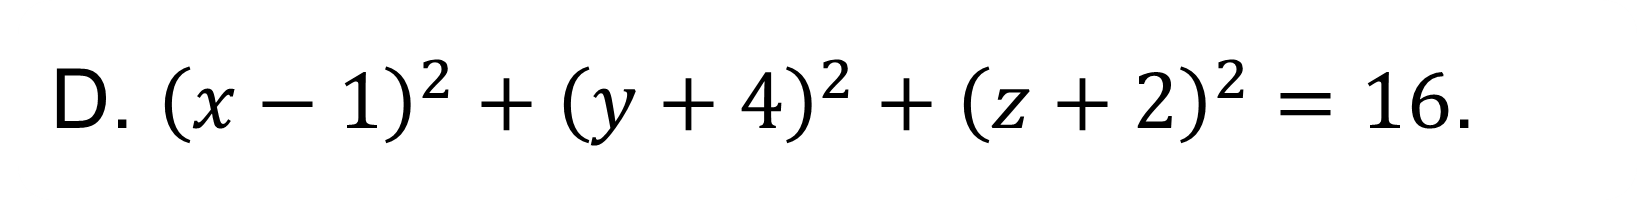 D. (x − 1)² + (y + 4)² + (z + 2)² = 16.